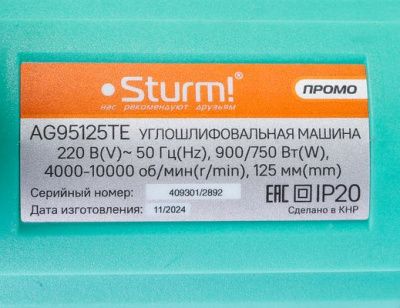 Sturm!
нас рекомендуют друзьям
ПРОМО
AG95125TE УГЛОШЛИФОВАЛЬНАЯ МАШИНА
220 В(V)~ 50 Гц(Hz), 900/750 Вт(W),
4000-10000 об/мин(r/min), 125 мм(mm)
Серийный номер: 409301/2892
Дата изготовления: 11/2024
EAC IP20
Сделано в КНР